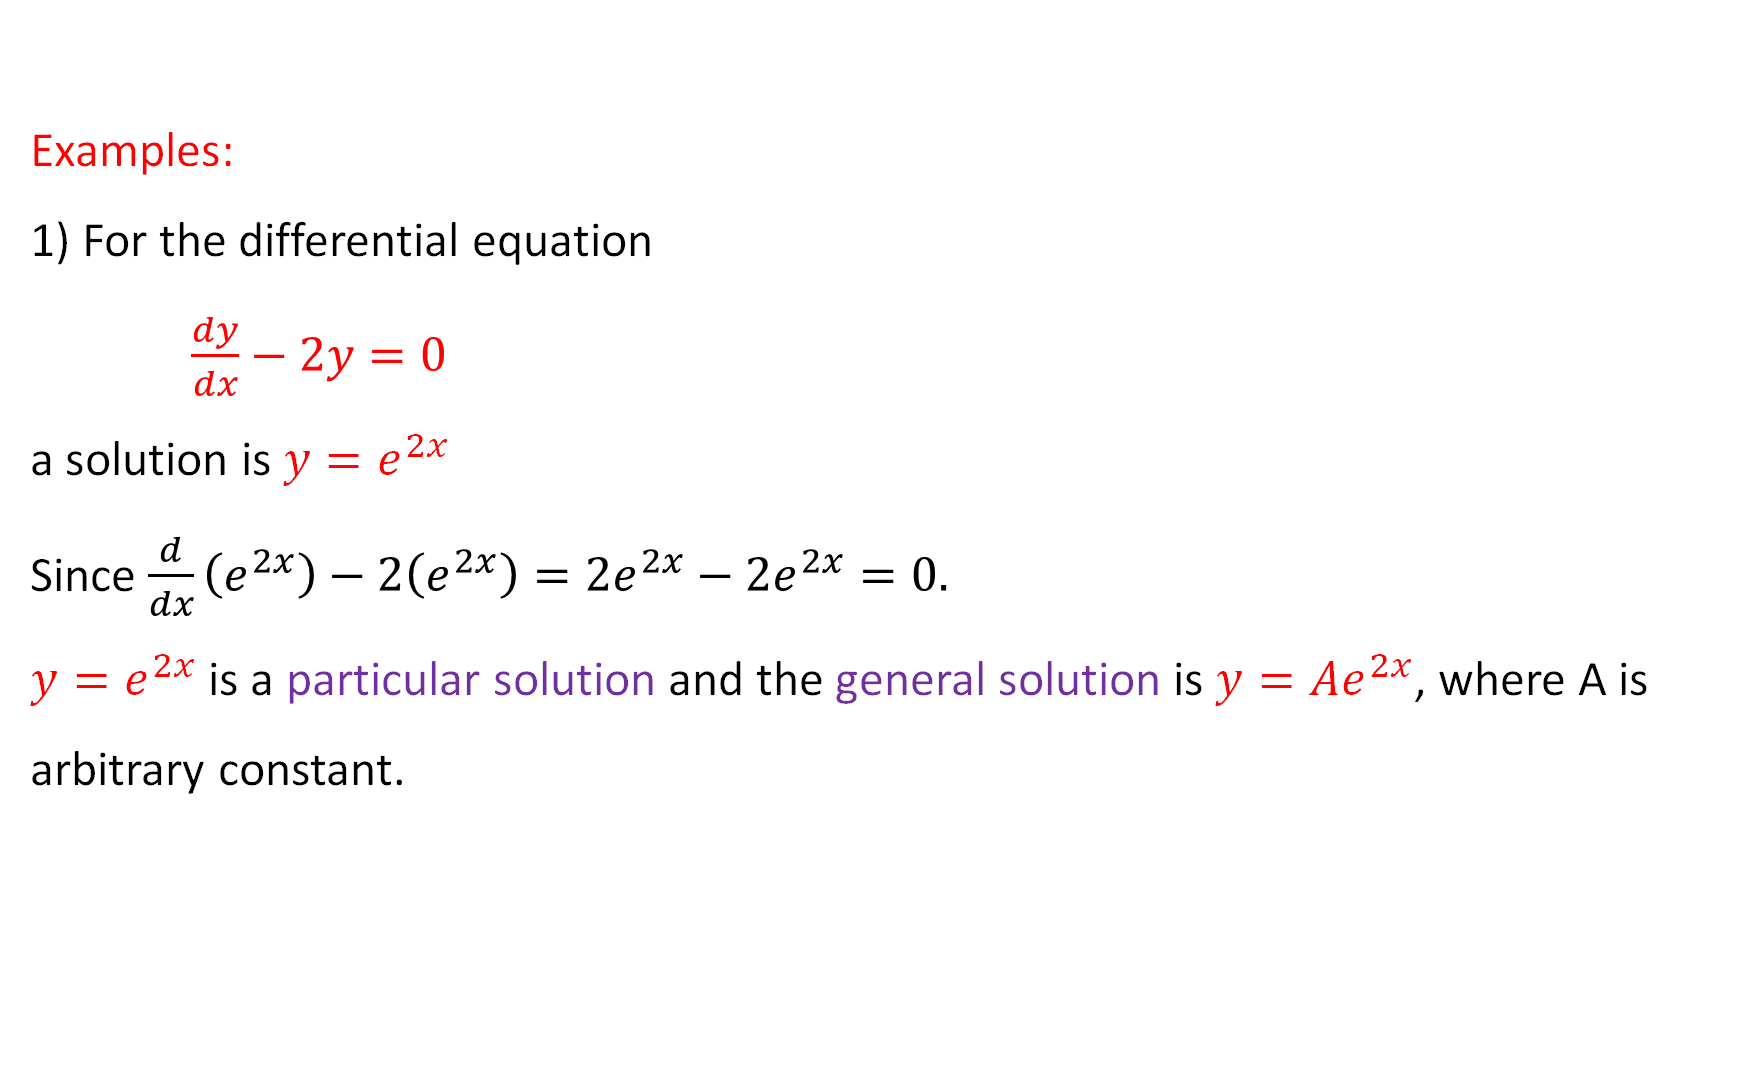 Examples:
1) For the differential equation
dy/dx − 2y = 0
a solution is y = e^{2x}
Since d/dx (e^{2x}) − 2(e^{2x}) = 2e^{2x} − 2e^{2x} = 0.
y = e^{2x} is a particular solution and the general solution is y = Ae^{2x}, where A is
arbitrary constant.